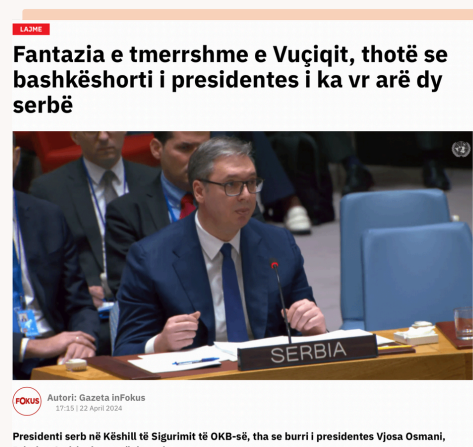 LAJME
Fantazia e tmerrshme e Vuçiqit, thotë se
bashkëshorti i presidentes i ka vr arë dy
serbë
SERBIA
FOKUS
Autori: Gazeta inFokus
17:15 | 22 April 2024
Presidenti serb në Këshill të Sigurimit të OKB-së, tha se burri i presidentes Vjosa Osmani,